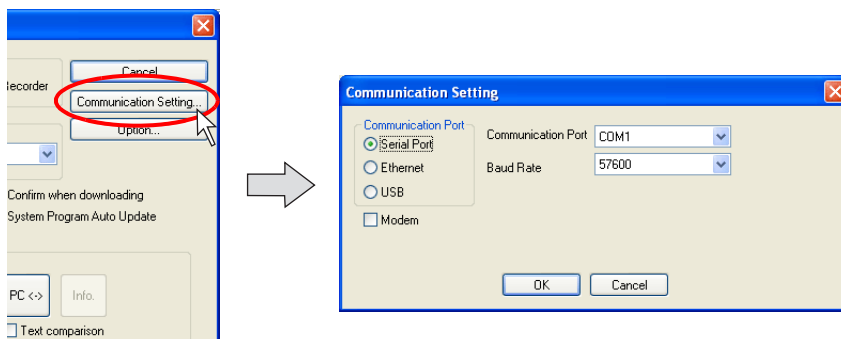 Cancel
Recorder
Communication Setting...
Option...
Confirm when downloading
System Program Auto Update
PC <->
Info.
Text comparison
Communication Setting
Communication Port
Serial Port
Ethernet
USB
Modem
Communication Port COM1
Baud Rate 57600
OK Cancel